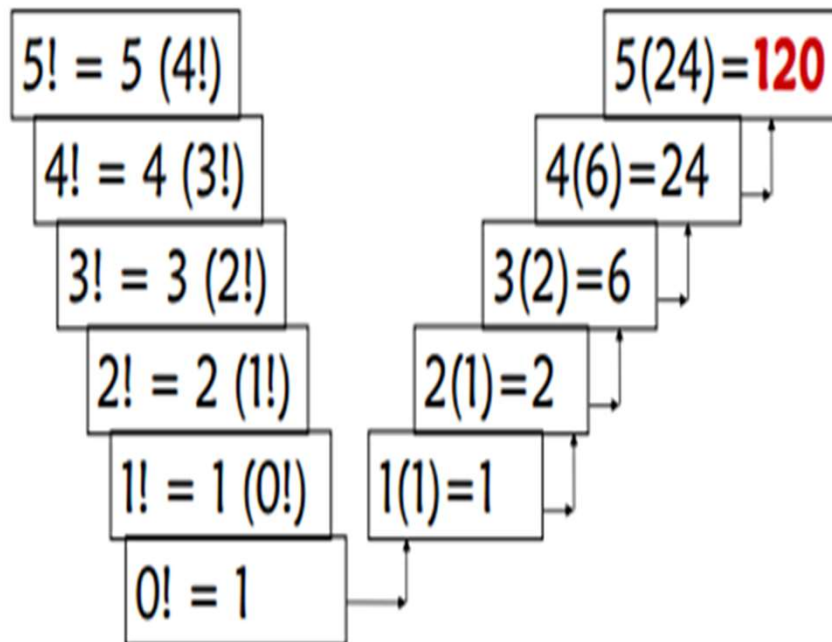 5! = 5 (4!)
4! = 4 (3!)
3! = 3 (2!)
2! = 2 (1!)
1! = 1 (0!)
0! = 1
1(1)=1
2(1)=2
3(2)=6
4(6)=24
5(24)=120